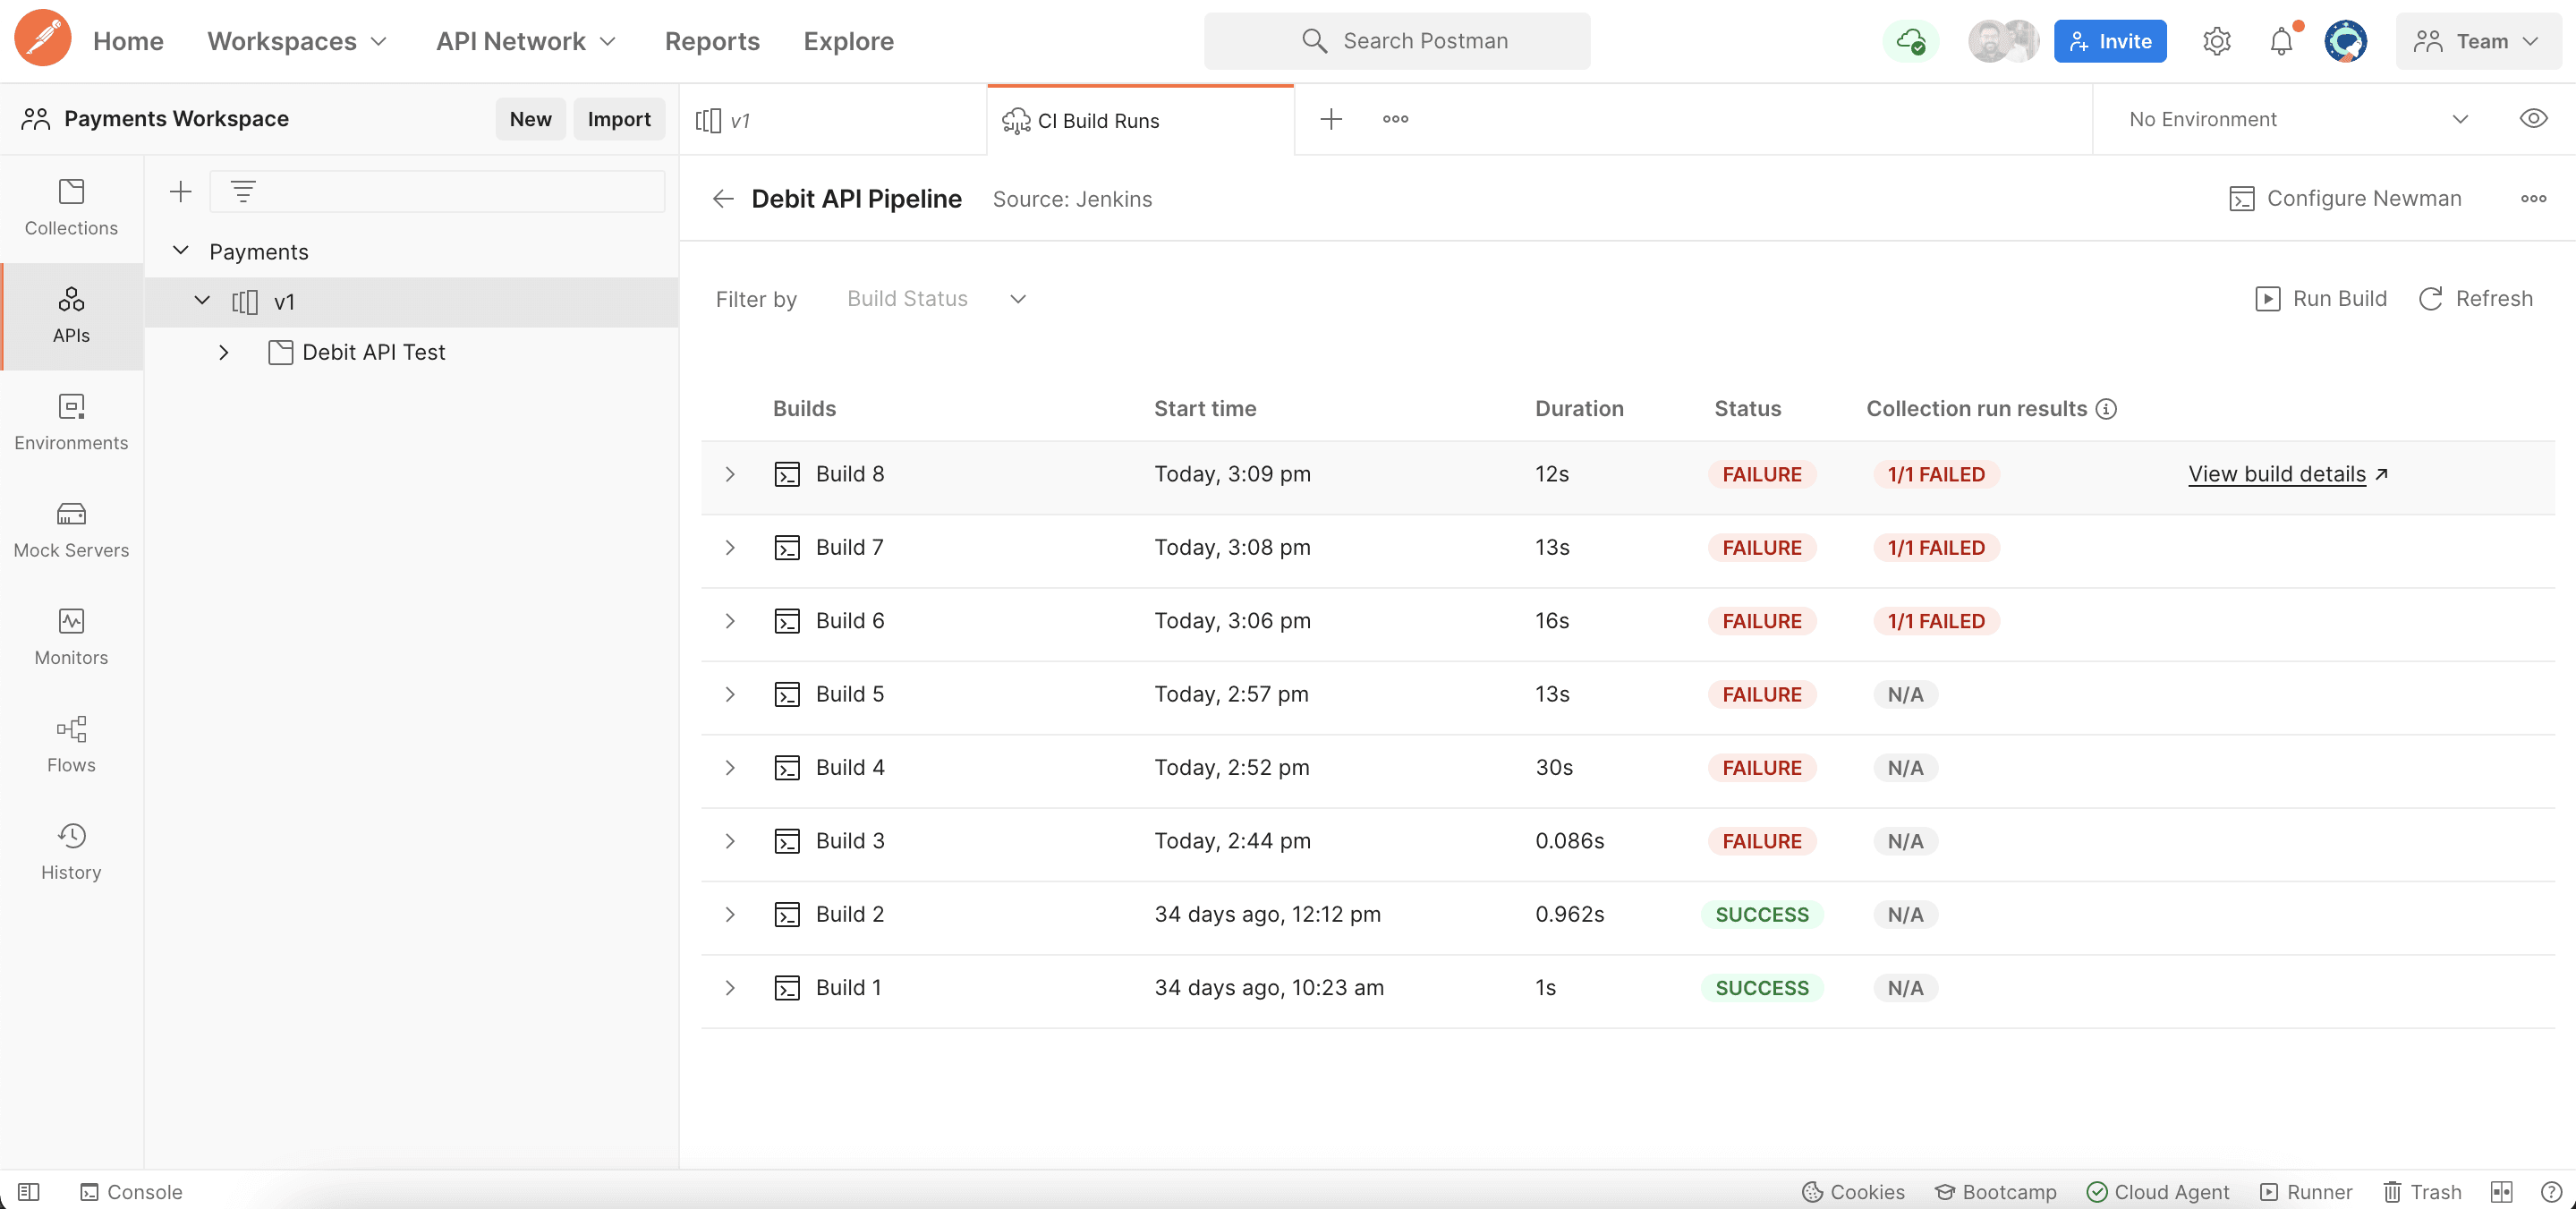 Home Workspaces API Network Reports Explore Search Postman Invite Team
Payments Workspace New Import v1 CI Build Runs No Environment
Collections
APIs
Environments
Mock Servers
Monitors
Flows
History
Payments
v1
Debit API Test
Debit API Pipeline Source: Jenkins Configure Newman
Filter by Build Status Run Build Refresh
Builds Start time Duration Status Collection run results
Build 8 Today, 3:09 pm 12s FAILURE 1/1 FAILED View build details
Build 7 Today, 3:08 pm 13s FAILURE 1/1 FAILED
Build 6 Today, 3:06 pm 16s FAILURE 1/1 FAILED
Build 5 Today, 2:57 pm 13s FAILURE N/A
Build 4 Today, 2:52 pm 30s FAILURE N/A
Build 3 Today, 2:44 pm 0.086s FAILURE N/A
Build 2 34 days ago, 12:12 pm 0.962s SUCCESS N/A
Build 1 34 days ago, 10:23 am 1s SUCCESS N/A
Console Cookies Bootcamp Cloud Agent Runner Trash